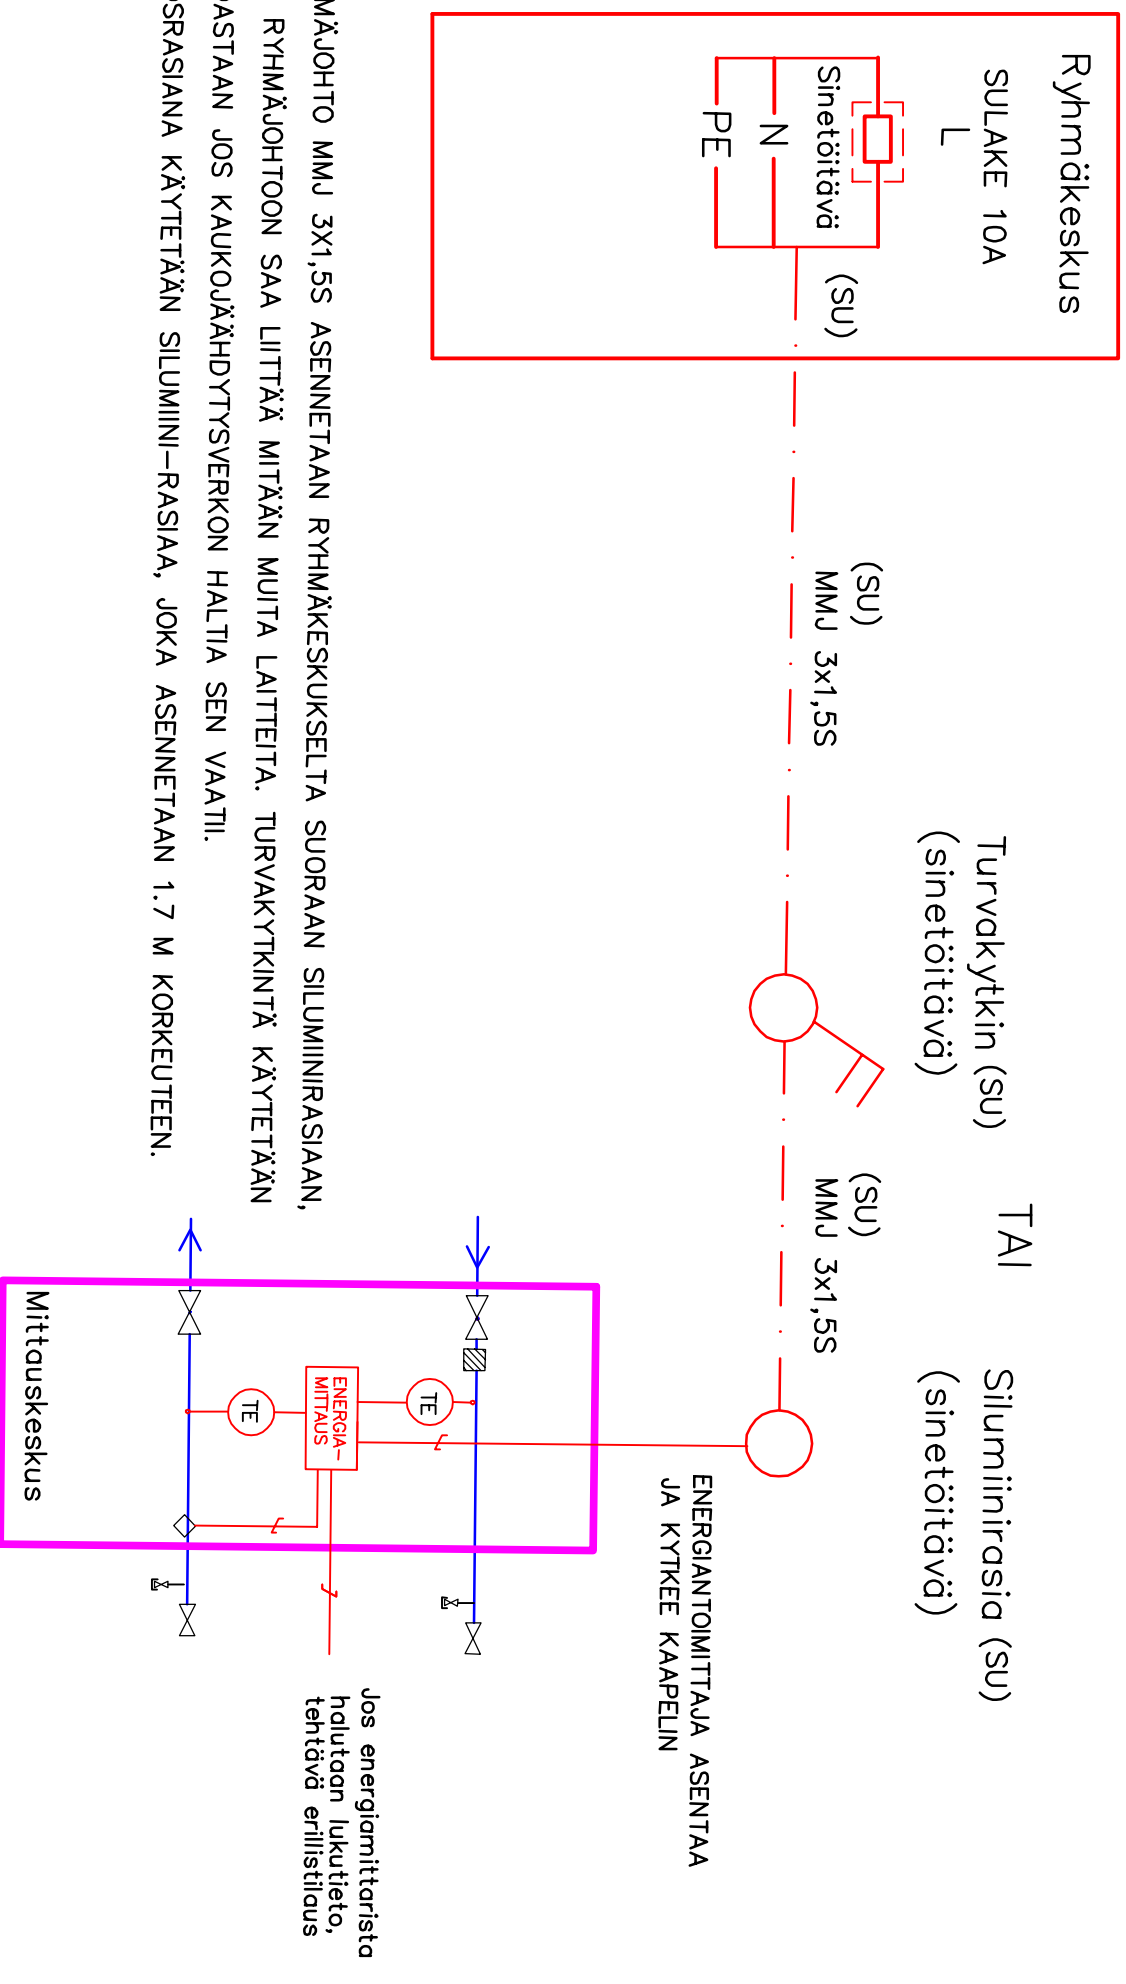 Ryhmäkeskus
SULAKE 10A
L
Sinetöitävä
N
PE
(SU)
(SU)
MMJ 3x1,5S
Turvakytkin (SU)
(sinetöitävä)
TAI
(SU)
MMJ 3x1,5S
Silumiinirasia (SU)
(sinetöitävä)
ENERGIANTOIMITTAJA ASENTAA
JA KYTKEE KAAPELIN
MMJ 3X1,5S ASENNETAAN RYHMÄKESKUKSELTA SUORAAN SILUMIINIRASIAAN,
RYHMÄJOHTOON SAA LIITTÄÄ MITÄÄN MUITA LAITTEITA. TURVAKYTKINTÄ KÄYTETÄÄN
JOS KAUKOJÄÄHDYTYSVERKON HALTIA SEN VAATII.
KÄYTETÄÄN SILUMIINI-RASIAA, JOKA ASENNETAAN 1.7 M KORKEUTEEN.
TE
ENERGIA-
MITTAUS
TE
Mittauskeskus
Jos energiamittarista
halutaan lukutieto,
tehtävä erillistilaus